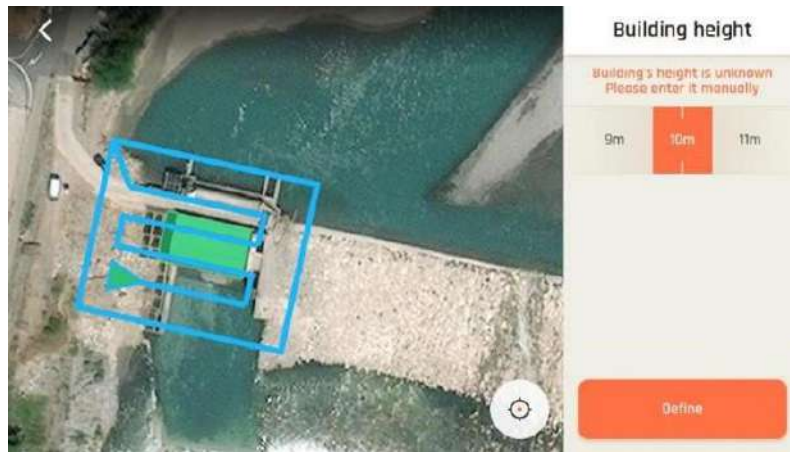 Building height
Building's height is unknown
Please enter it manually
9m 10m 11m
Define